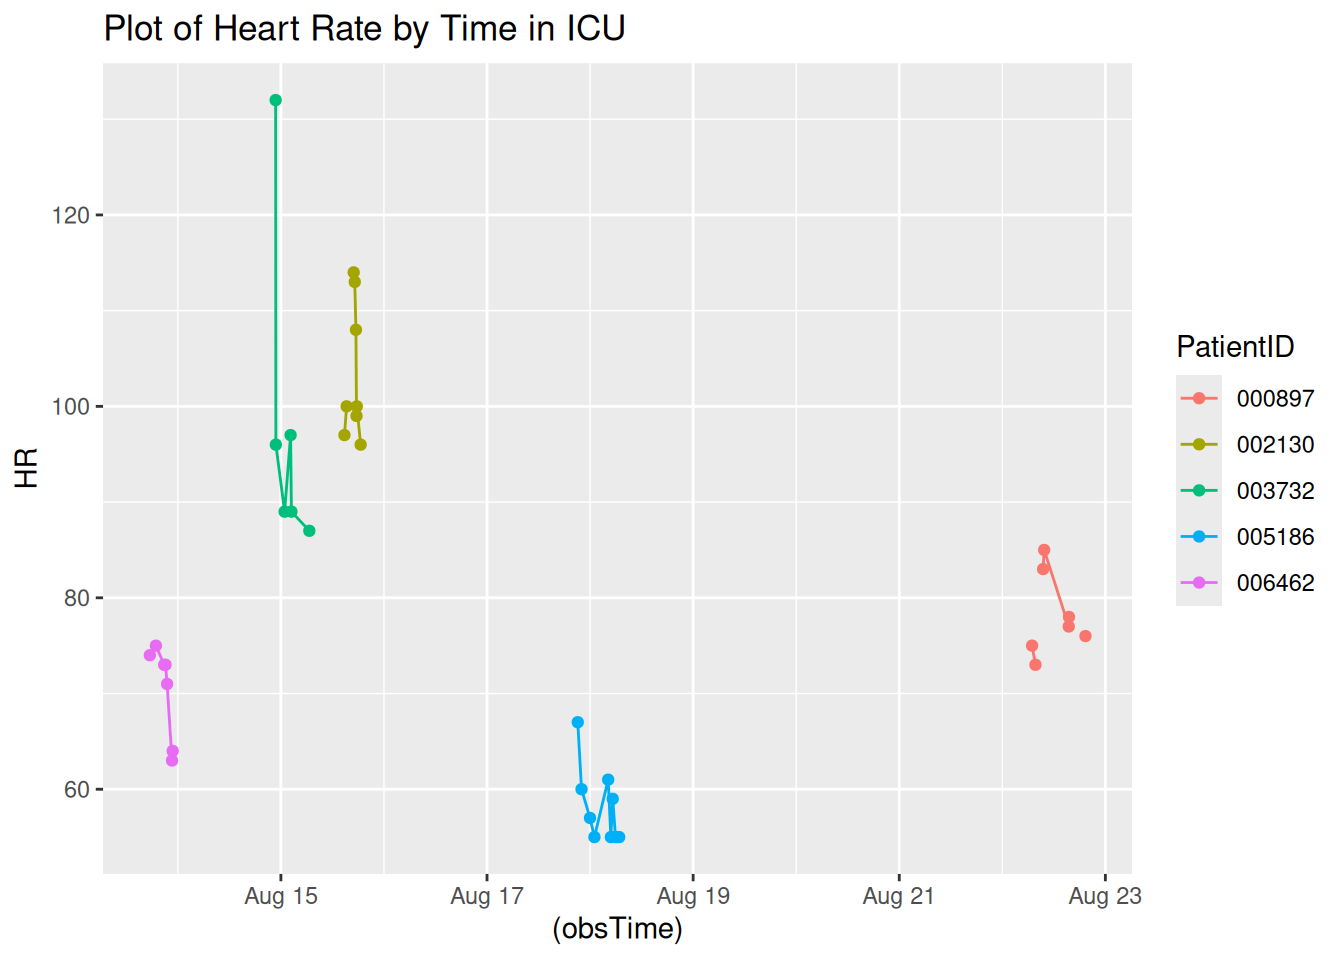 Plot of Heart Rate by Time in ICU
HR
120
100
80
60
Aug 15
Aug 17
Aug 19
Aug 21
Aug 23
(obsTime)
PatientID
000897
002130
003732
005186
006462